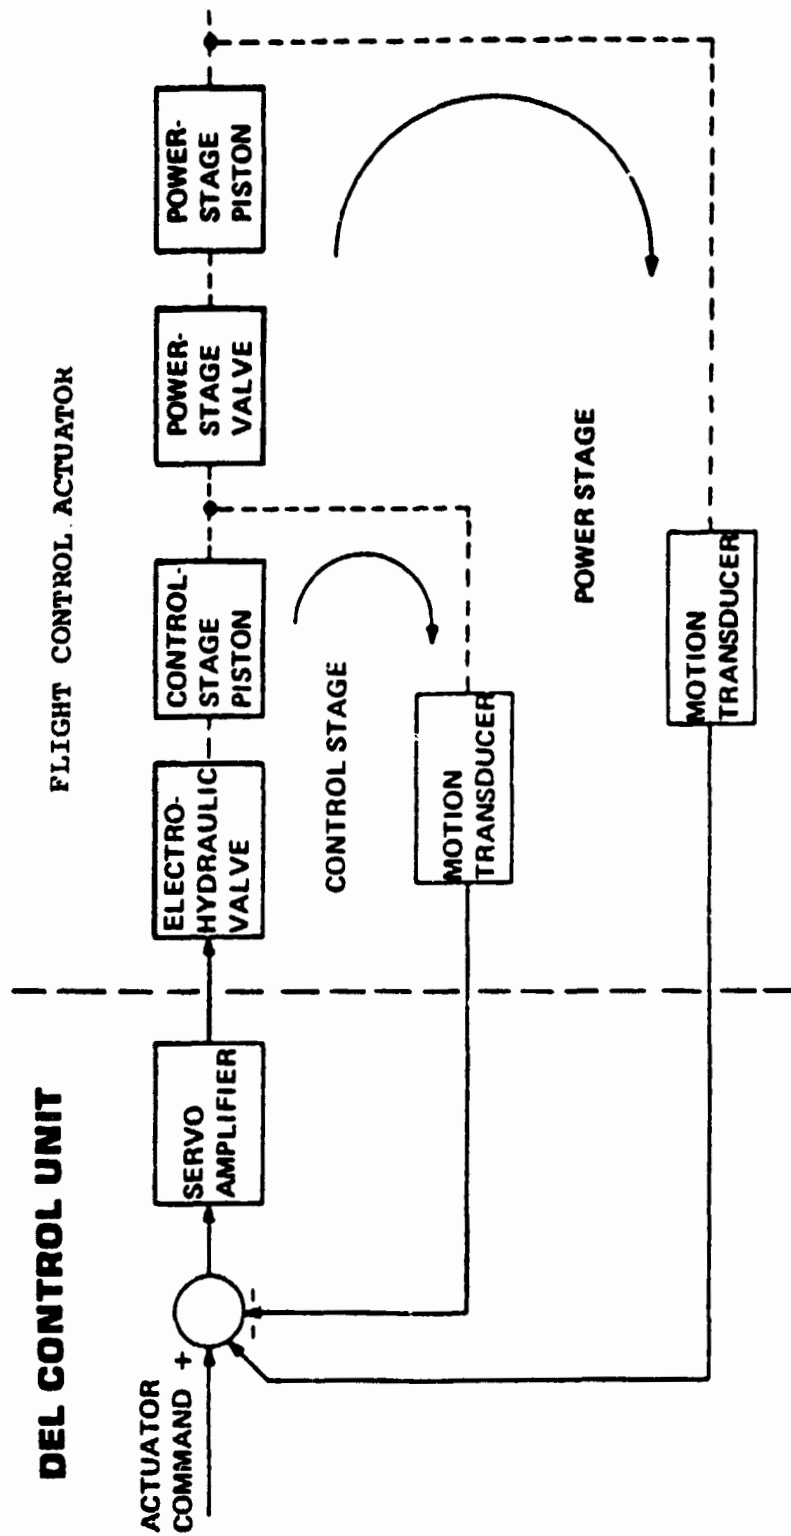 DEL CONTROL UNIT
FLIGHT CONTROL ACTUATOR
ACTUATOR
COMMAND
+
SERVO
AMPLIFIER
ELECTRO-
HYDRAULIC
VALVE
CONTROL-
STAGE
PISTON
POWER-
STAGE
VALVE
POWER-
STAGE
PISTON
– –
CONTROL STAGE
MOTION
TRANSDUCER
POWER STAGE
MOTION
TRANSDUCER